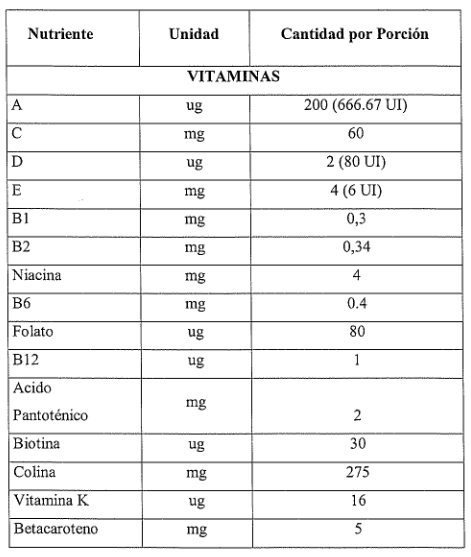 Nutriente Unidad Cantidad por Porción
VITAMINAS
A ug 200 (666.67 UI)
C mg 60
D ug 2 (80 UI)
E mg 4 (6 UI)
B1 mg 0,3
B2 mg 0,34
Niacina mg 4
B6 mg 0.4
Folato ug 80
B12 ug 1
Acido
Pantoténico mg 2
Biotina ug 30
Colina mg 275
Vitamina K ug 16
Betacaroteno mg 5